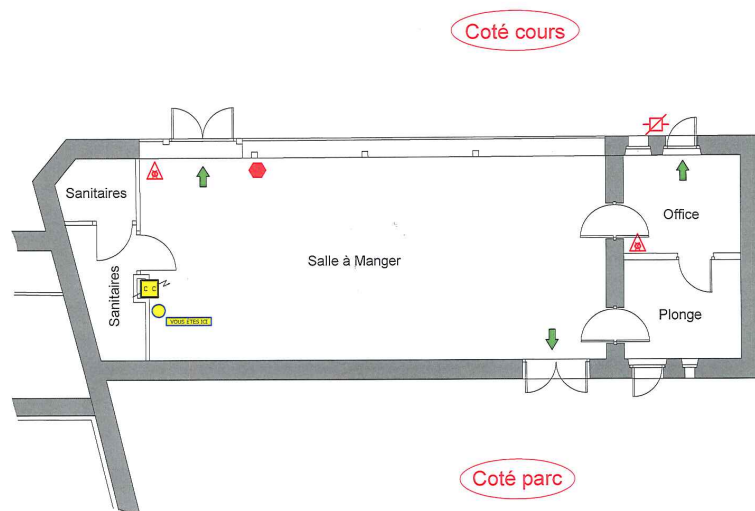 Coté cours
Sanitaires
Office
Salle à Manger
Sanitaires
C C
Plonge
VOUS ETES ICI
Coté parc